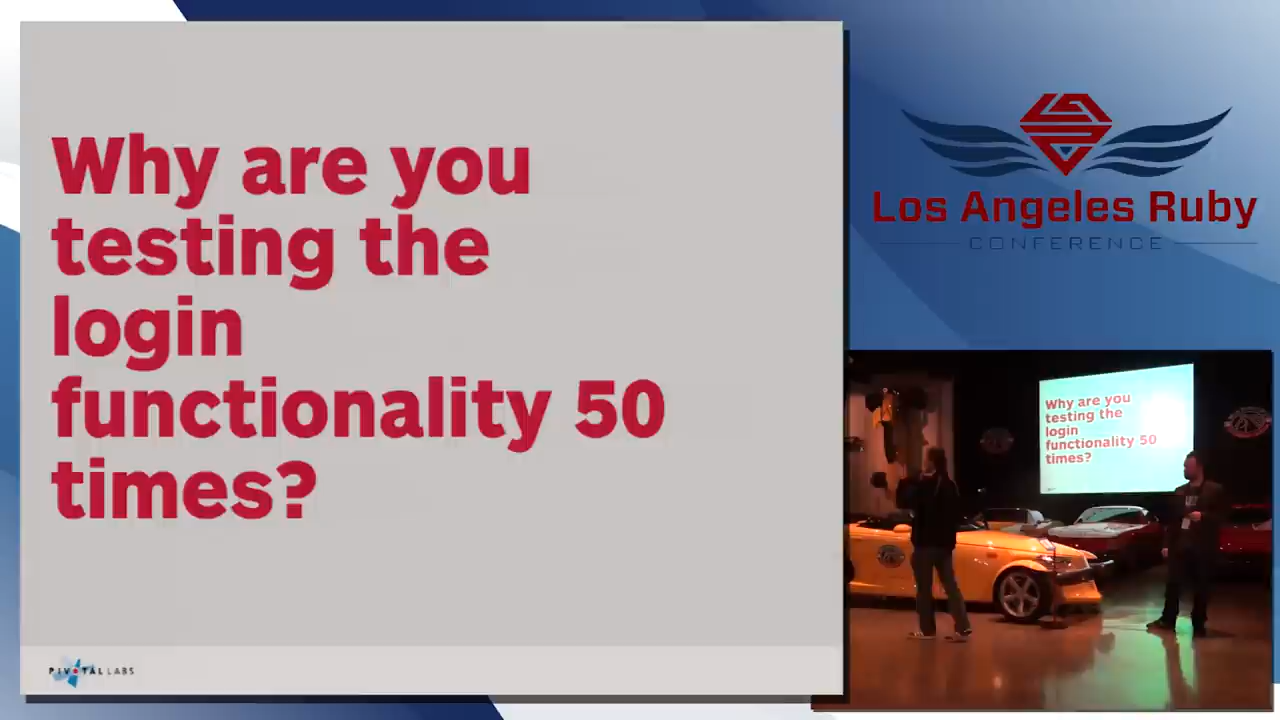 Why are you
testing the
login
functionality 50
times?
PIVOTAL LABS
Los Angeles Ruby
CONFERENCE
Why are you
testing the
login
functionality 50
times?